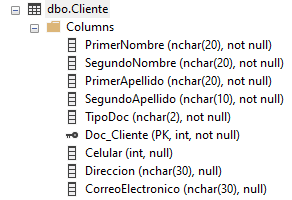 dbo.Cliente
Columns
PrimerNombre (nchar(20), not null)
SegundoNombre (nchar(20), not null)
PrimerApellido (nchar(20), not null)
SegundoApellido (nchar(10), not null)
TipoDoc (nchar(2), not null)
Doc_Cliente (PK, int, not null)
Celular (int, null)
Direccion (nchar(30), null)
CorreoElectronico (nchar(30), null)